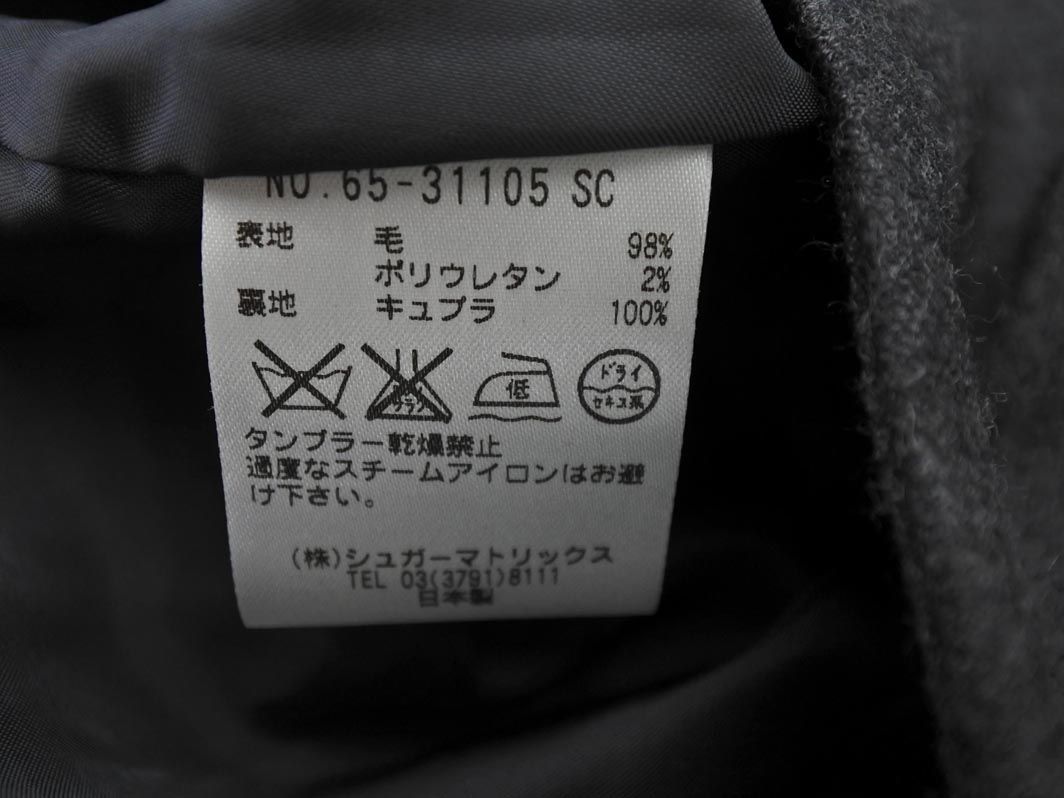 NO.65-31105 SC
表地 毛 98%
ポリウレタン 2%
裏地 キュプラ 100%
低 ドライ
セキユ系
タンブラー乾燥禁止
過度なスチームアイロンはお避
け下さい。
(株)シュガーマトリックス
TEL 03(3791)8111
日本製